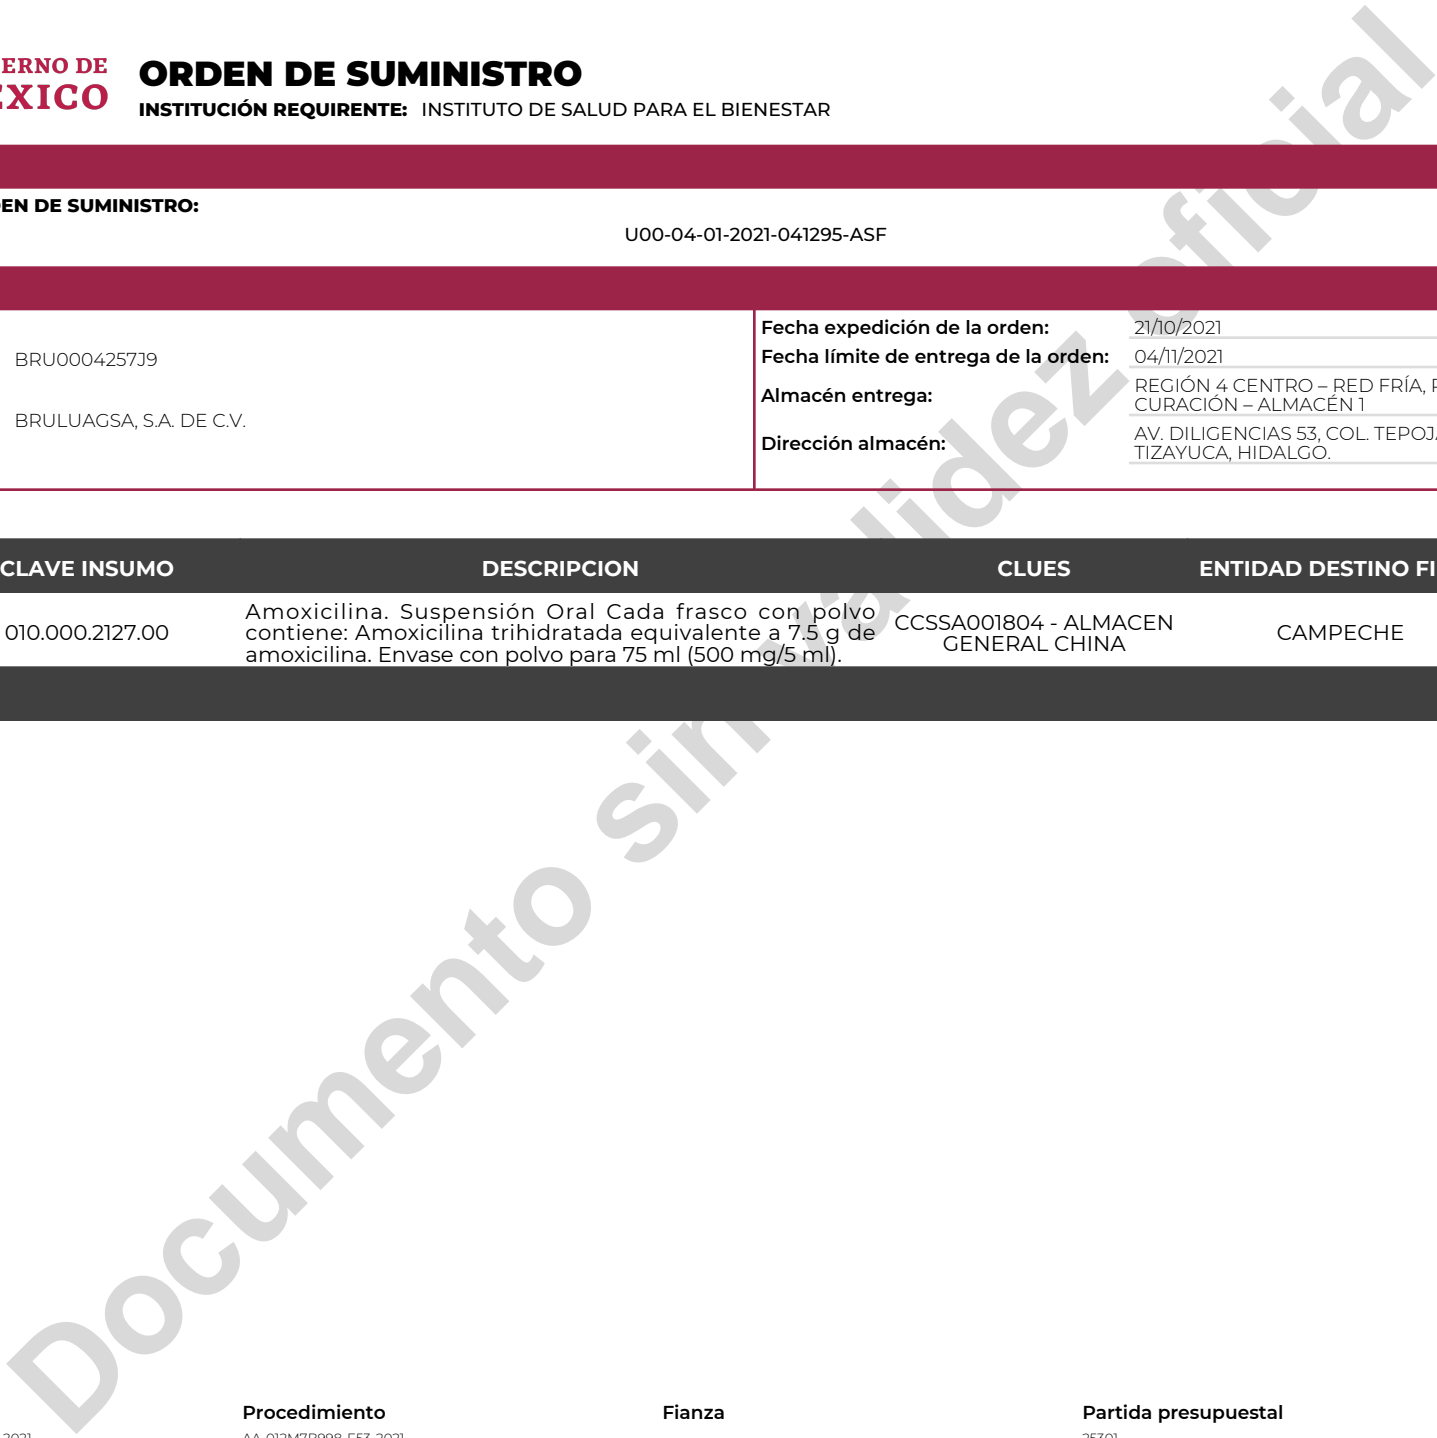 ORDEN DE SUMINISTRO
INSTITUCIÓN REQUIRENTE: INSTITUTO DE SALUD PARA EL BIENESTAR
ERNO DE
EXICO
EN DE SUMINISTRO:
U00-04-01-2021-041295-ASF
BRU0004257J9
BRULUAGSA, S.A. DE C.V.
Fecha expedición de la orden: 21/10/2021
Fecha límite de entrega de la orden: 04/11/2021
Almacén entrega: REGIÓN 4 CENTRO – RED FRÍA,
CURACIÓN – ALMACÉN 1
Dirección almacén: AV. DILIGENCIAS 53, COL. TEPOJ
TIZAYUCA, HIDALGO.
CLAVE INSUMO DESCRIPCION CLUES ENTIDAD DESTINO FI
010.000.2127.00
Amoxicilina. Suspensión Oral Cada frasco con polvo
contiene: Amoxicilina trihidratada equivalente a 7.5 g de
amoxicilina. Envase con polvo para 75 ml (500 mg/5 ml).
CCSSA001804 - ALMACEN
GENERAL CHINA
CAMPECHE
Documento sin validez oficial
Procedimiento Fianza Partida presupuestal